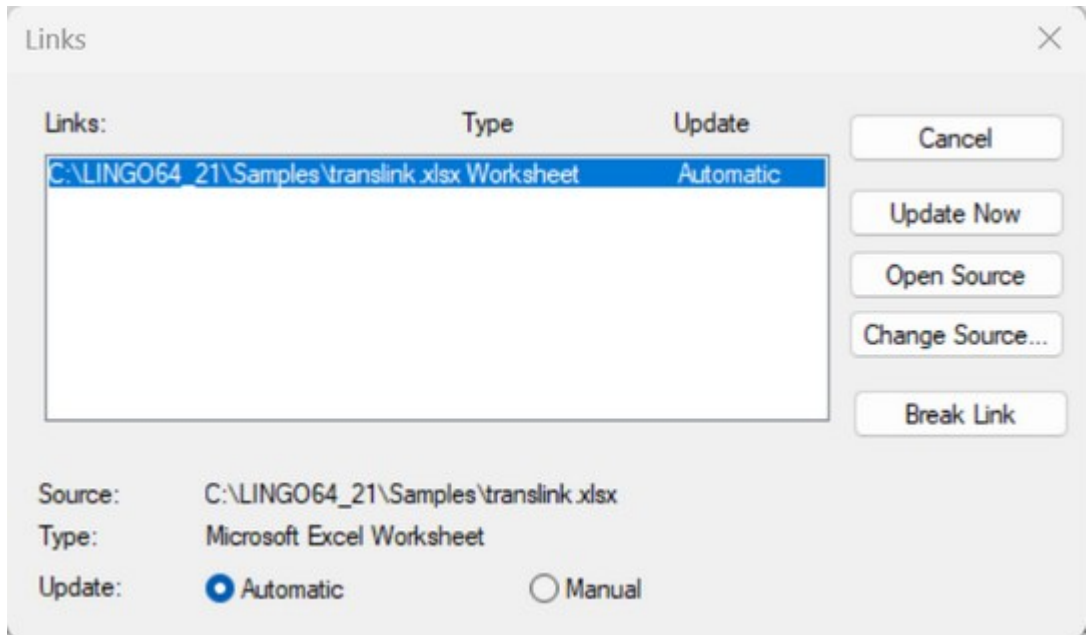 Links
Links: Type Update
C:\LINGO64_21\Samples\translink.xlsx Worksheet Automatic
Cancel
Update Now
Open Source
Change Source...
Break Link
Source: C:\LINGO64_21\Samples\translink.xlsx
Type: Microsoft Excel Worksheet
Update: Automatic Manual